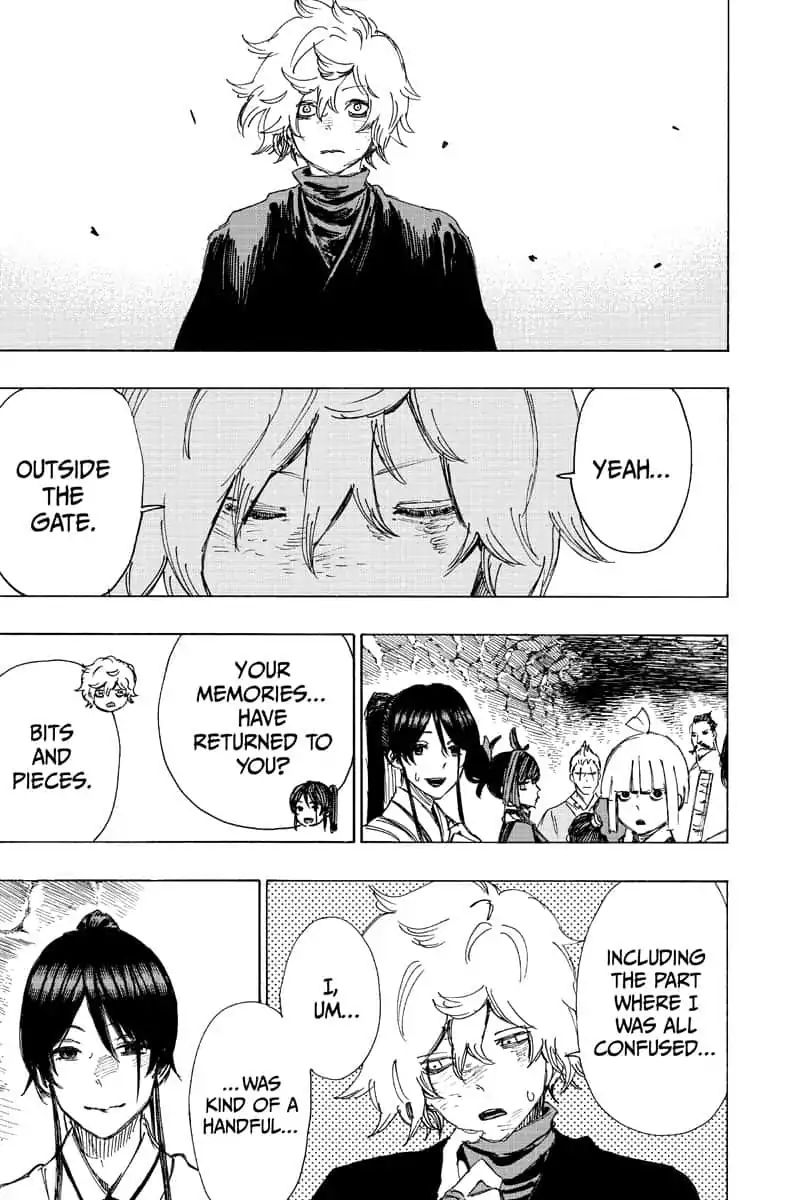 YEAH...
OUTSIDE
THE
GATE.
YOUR
MEMORIES...
HAVE
RETURNED TO
YOU?
BITS
AND
PIECES.
INCLUDING
THE PART
WHERE I
WAS ALL
CONFUSED...
I,
UM...
...WAS
KIND OF A
HANDFUL...